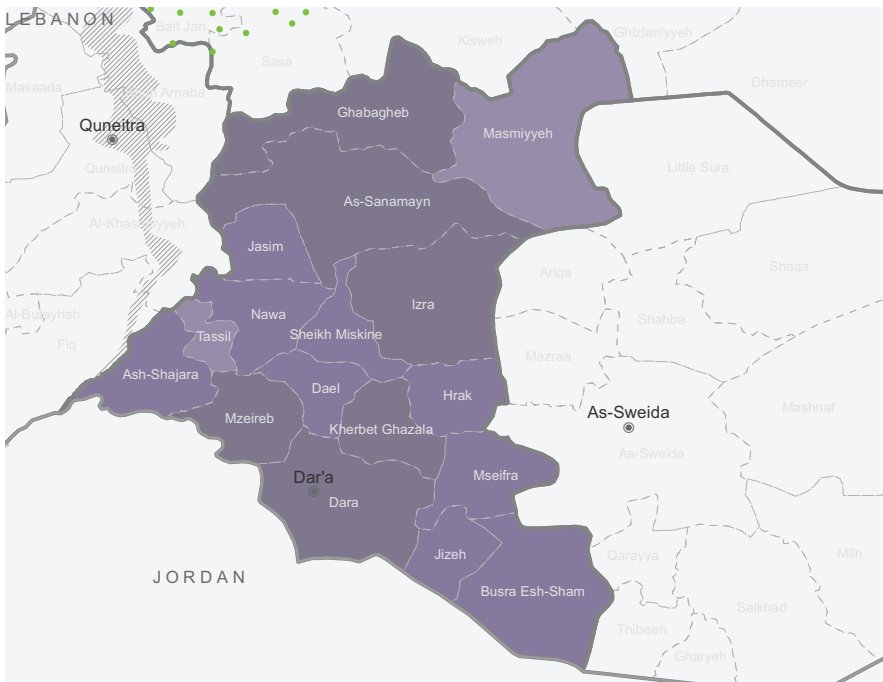 LEBANON
Bait Jan
Kisweh
Ghizlaniyyeh
Sasa
Dhameer
Masaada
Arnaba
Ghabagheb
Quneitra
Masmiyyeh
Quneitra
Little Sura
As-Sanamayn
Jasim
Ariqa
Shaqa
Izra
Nawa
Al-Butayhah
Shahba
Sheikh Miskine
Tassil
Fiq
Mazraa
Ash-Shajara
Dael
Hrak
Mashnaf
As-Sweida
Mzeireb
Kherbet Ghazala
As-Sweida
Mseifra
Dar'a
Dara
Jizeh
Qarayya
Milh
JORDAN
Busra Esh-Sham
Salkhad
Thibeen
Gharyeh